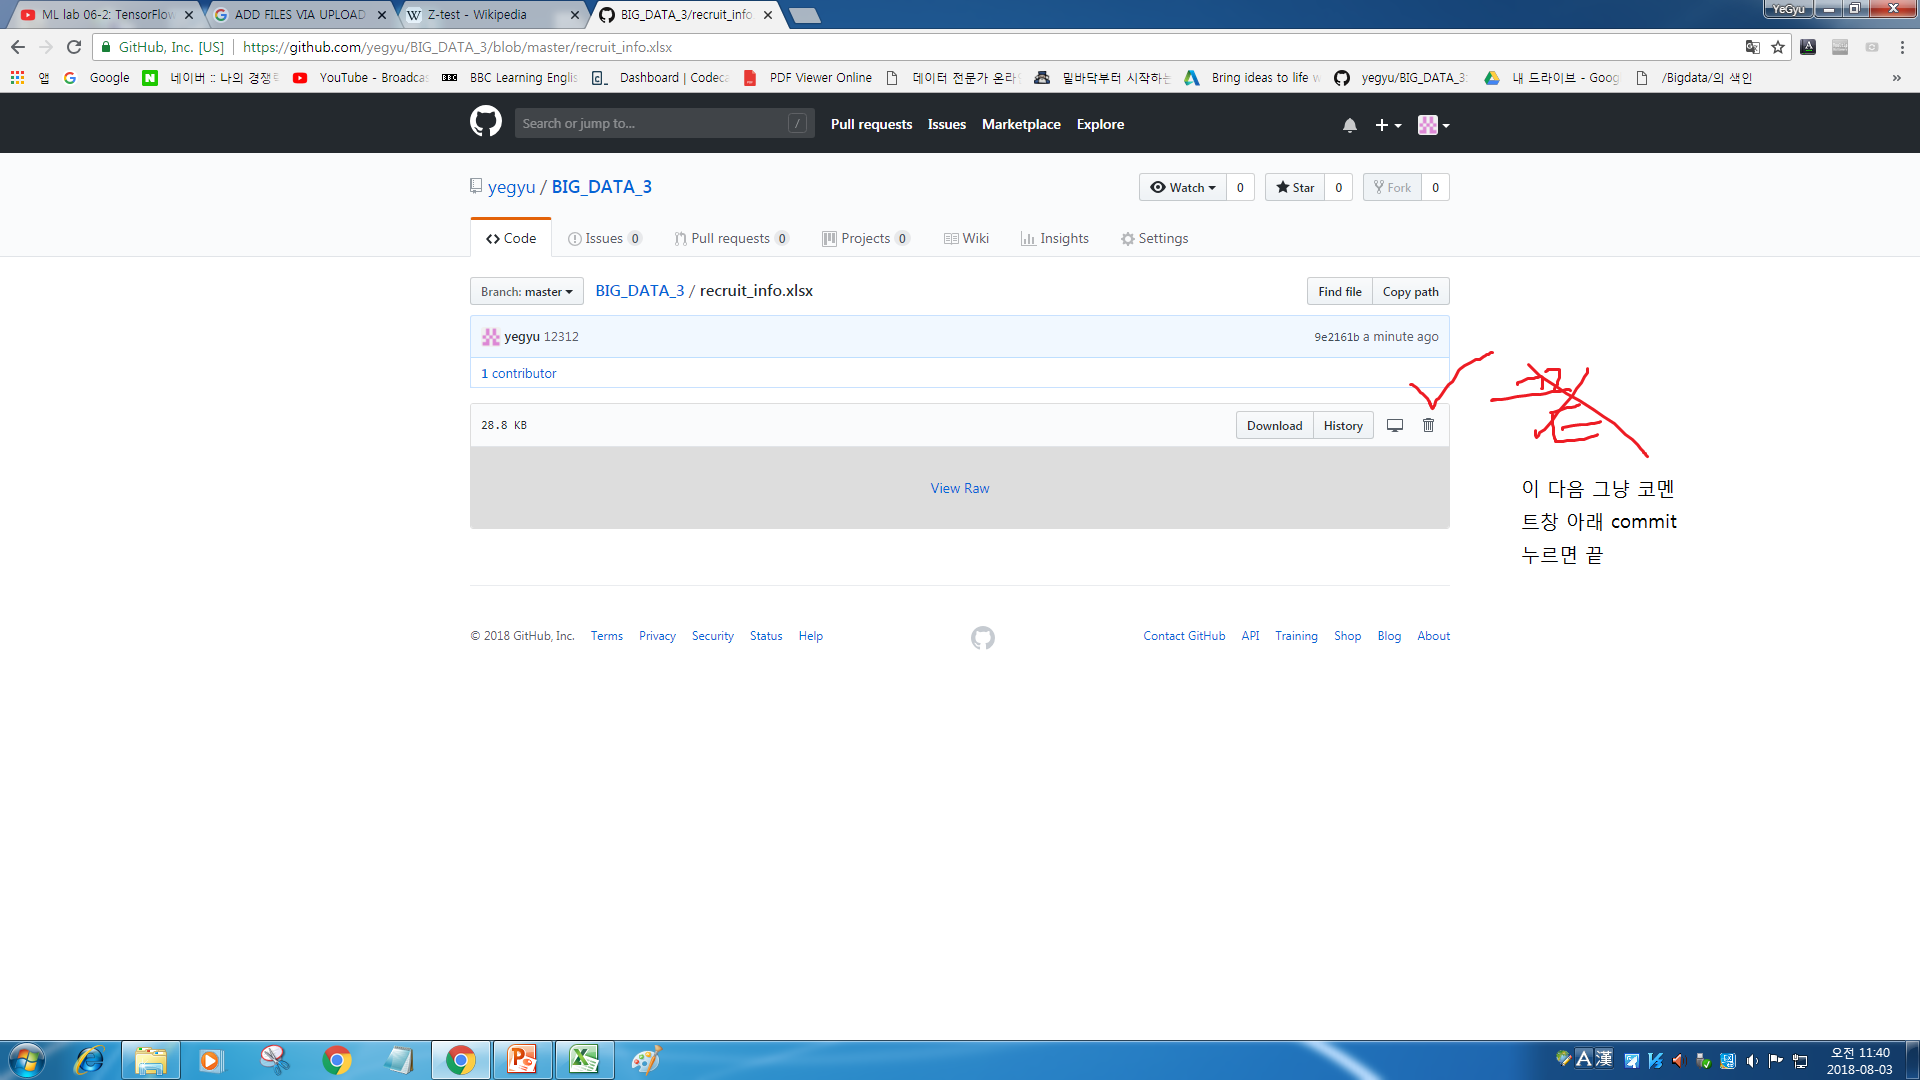 ML lab 06-2: TensorFlow
ADD FILES VIA UPLOAD
Z-test - Wikipedia
BIG_DATA_3/recruit_info
YeGyu
GitHub, Inc. [US] https://github.com/yegyu/BIG_DATA_3/blob/master/recruit_info.xlsx
앱 Google 네이버 :: 나의 경쟁 YouTube - Broadcas BBC Learning Englis Dashboard | Codeca PDF Viewer Online 데이터 전문가 온라 밑바닥부터 시작하는 Bring ideas to life w yegyu/BIG_DATA_3: 내 드라이브 - Goog /Bigdata/의 색인 »
Search or jump to... / Pull requests Issues Marketplace Explore
yegyu / BIG_DATA_3
Watch 0 Star 0 Fork 0
Code Issues 0 Pull requests 0 Projects 0 Wiki Insights Settings
Branch: master BIG_DATA_3 / recruit_info.xlsx Find file Copy path
yegyu 12312 9e2161b a minute ago
1 contributor
28.8 KB Download History
View Raw
이 다음 그냥 코멘
트창 아래 commit
누르면 끝
© 2018 GitHub, Inc. Terms Privacy Security Status Help Contact GitHub API Training Shop Blog About
A 漢
오전 11:40
2018-08-03